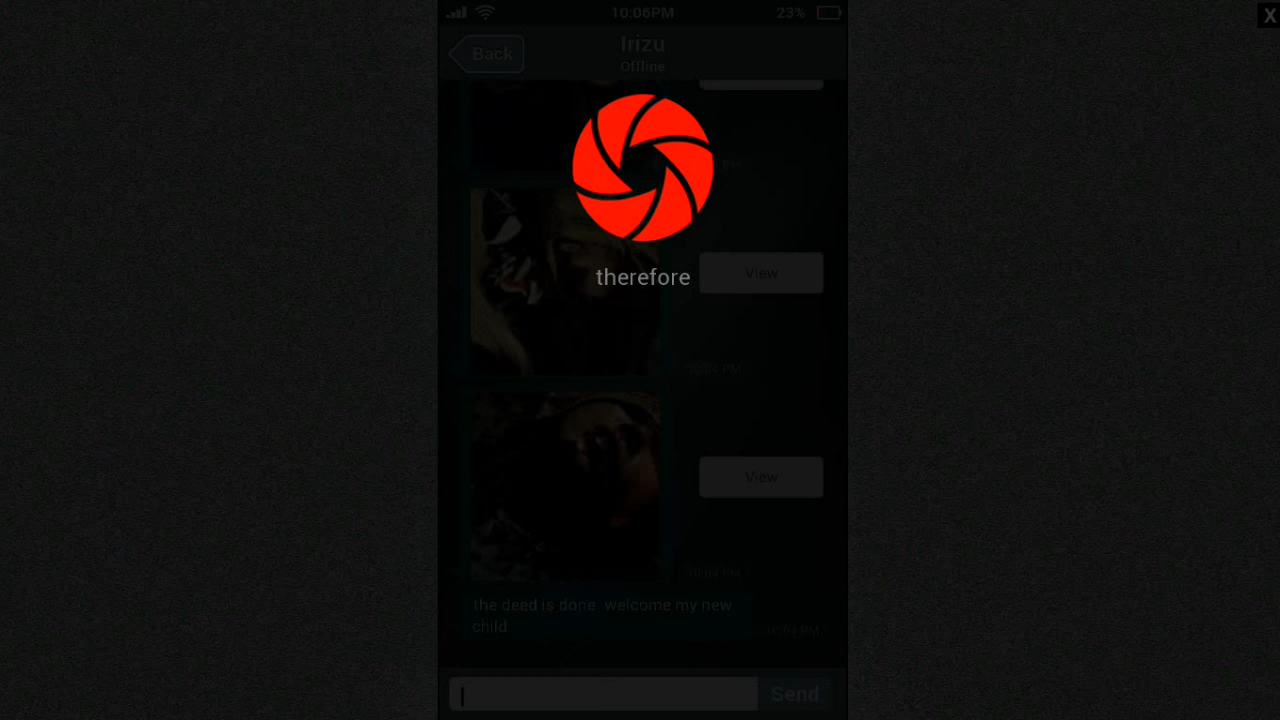 10:06PM
23%
X
Back
Irizu
Offline
therefore
View
View
the deed is done welcome my new
child
Send